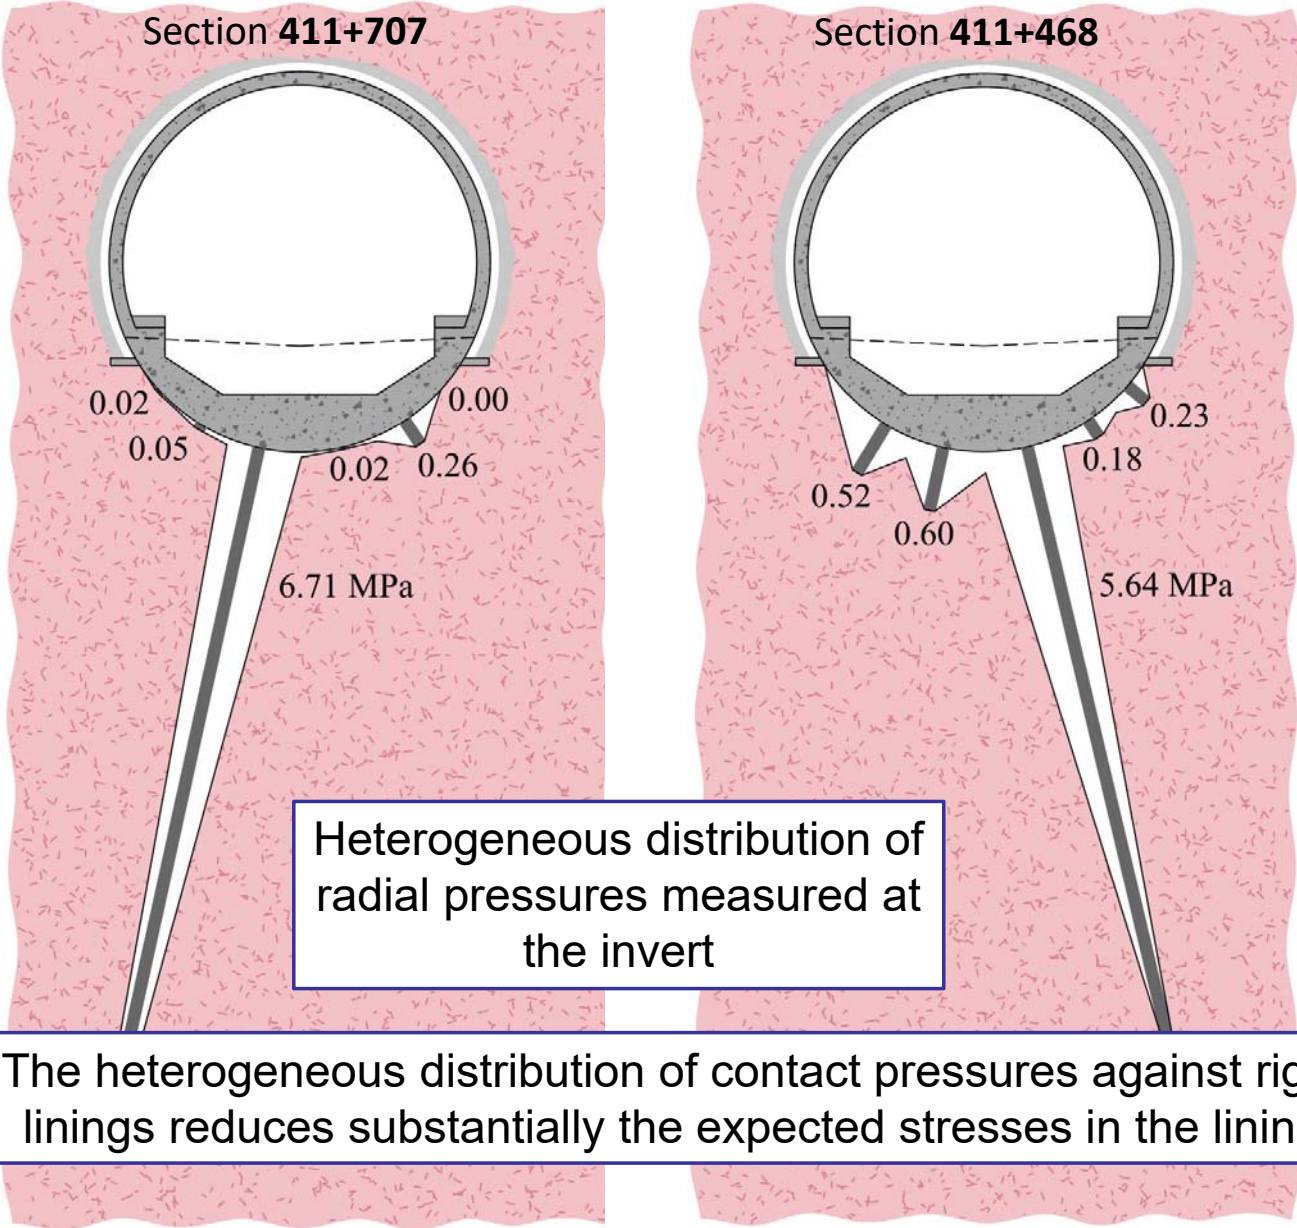 Section 411+707
Section 411+468
0.02
0.00
0.05
0.02
0.26
6.71 MPa
0.23
0.18
0.52
0.60
5.64 MPa
Heterogeneous distribution of
radial pressures measured at
the invert
The heterogeneous distribution of contact pressures against
linings reduces substantially the expected stresses in the